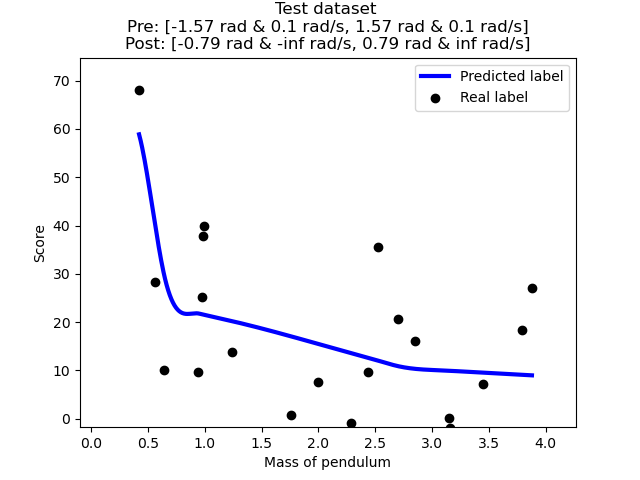 Test dataset
Pre: [-1.57 rad & 0.1 rad/s, 1.57 rad & 0.1 rad/s]
Post: [-0.79 rad & -inf rad/s, 0.79 rad & inf rad/s]
Predicted label
Real label
Score
70
60
50
40
30
20
10
0
0.0 0.5 1.0 1.5 2.0 2.5 3.0 3.5 4.0
Mass of pendulum